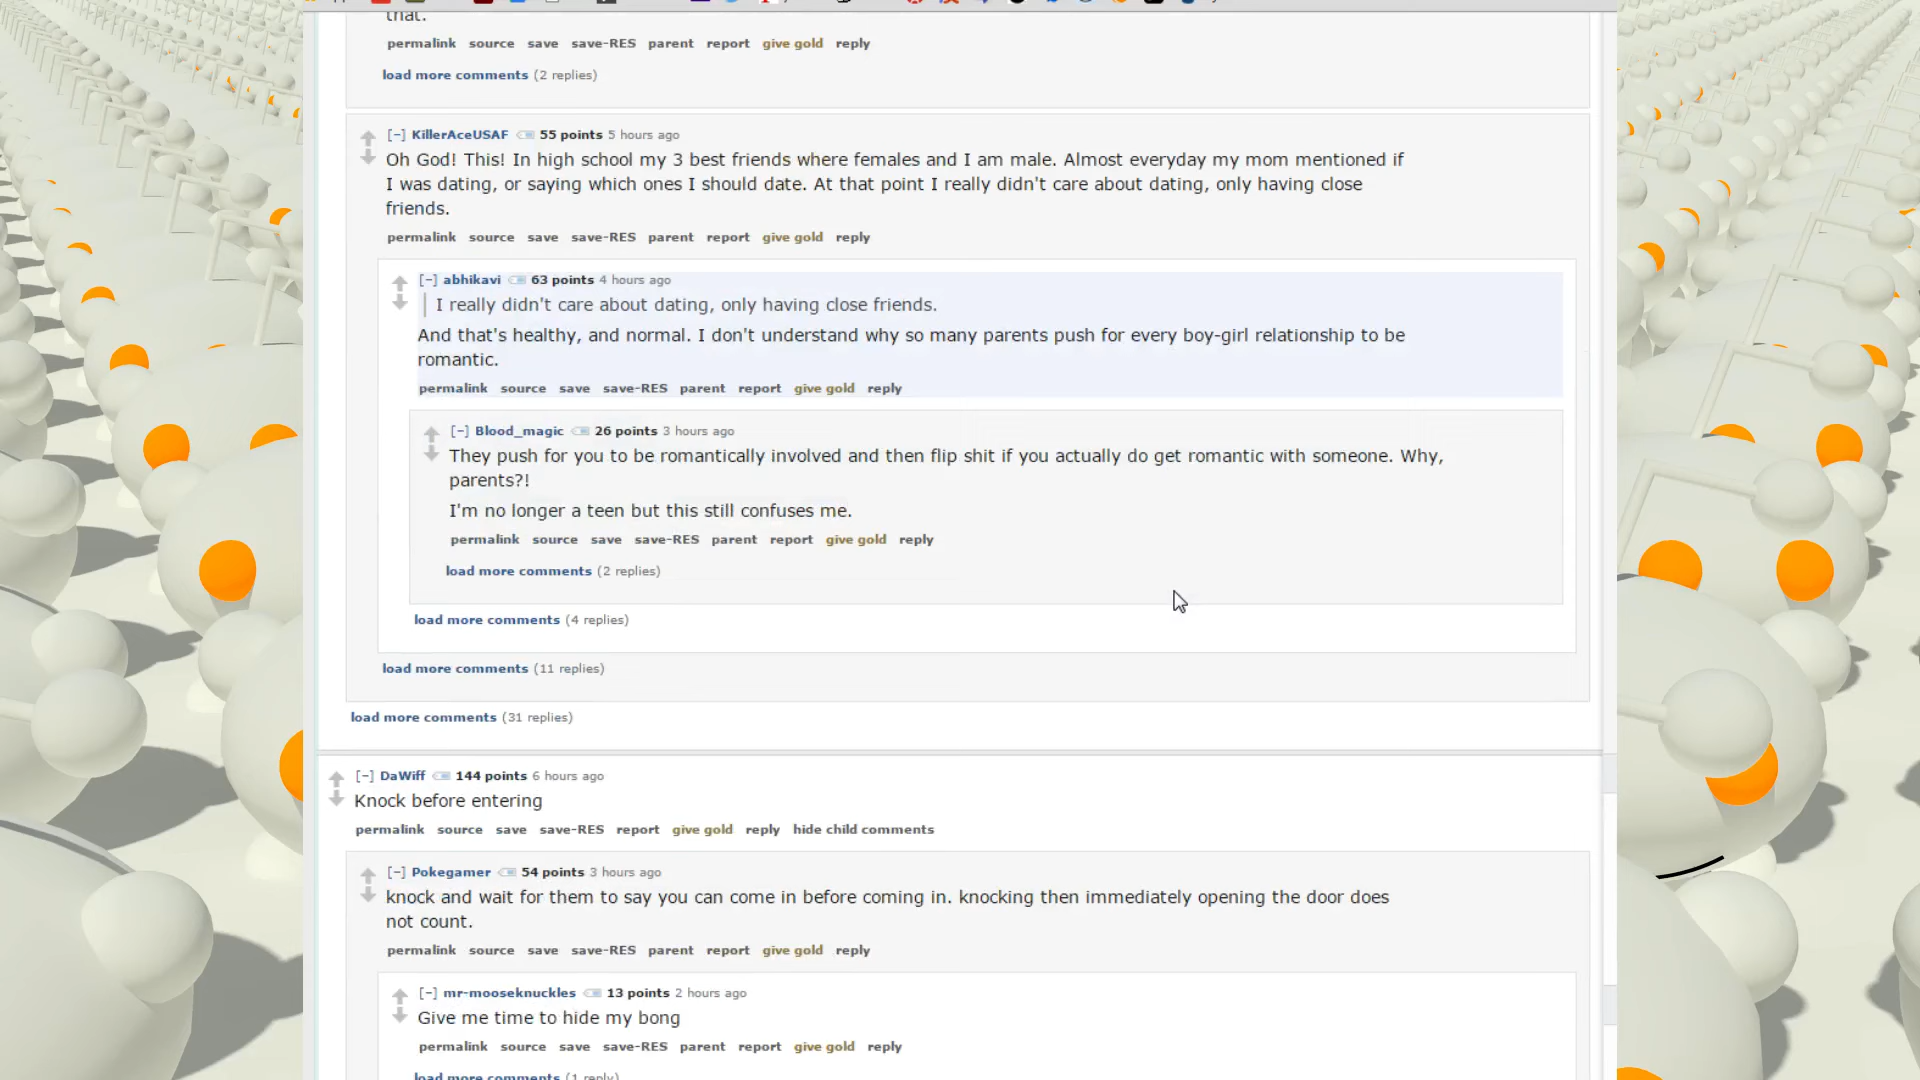 that.
permalink source save save-RES parent report give gold reply
load more comments (2 replies)
[-] KillerAceUSAF 55 points 5 hours ago
Oh God! This! In high school my 3 best friends where females and I am male. Almost everyday my mom mentioned if
I was dating, or saying which ones I should date. At that point I really didn't care about dating, only having close
friends.
permalink source save save-RES parent report give gold reply
[-] abhikavi 63 points 4 hours ago
I really didn't care about dating, only having close friends.
And that's healthy, and normal. I don't understand why so many parents push for every boy-girl relationship to be
romantic.
permalink source save save-RES parent report give gold reply
[-] Blood_magic 26 points 3 hours ago
They push for you to be romantically involved and then flip shit if you actually do get romantic with someone. Why,
parents?!
I'm no longer a teen but this still confuses me.
permalink source save save-RES parent report give gold reply
load more comments (2 replies)
load more comments (4 replies)
load more comments (11 replies)
load more comments (31 replies)
[-] DaWiff 144 points 6 hours ago
Knock before entering
permalink source save save-RES report give gold reply hide child comments
[-] Pokegamer 54 points 3 hours ago
knock and wait for them to say you can come in before coming in. knocking then immediately opening the door does
not count.
permalink source save save-RES parent report give gold reply
[-] mr-mooseknuckles 13 points 2 hours ago
Give me time to hide my bong
permalink source save save-RES parent report give gold reply
load more comments (1 reply)